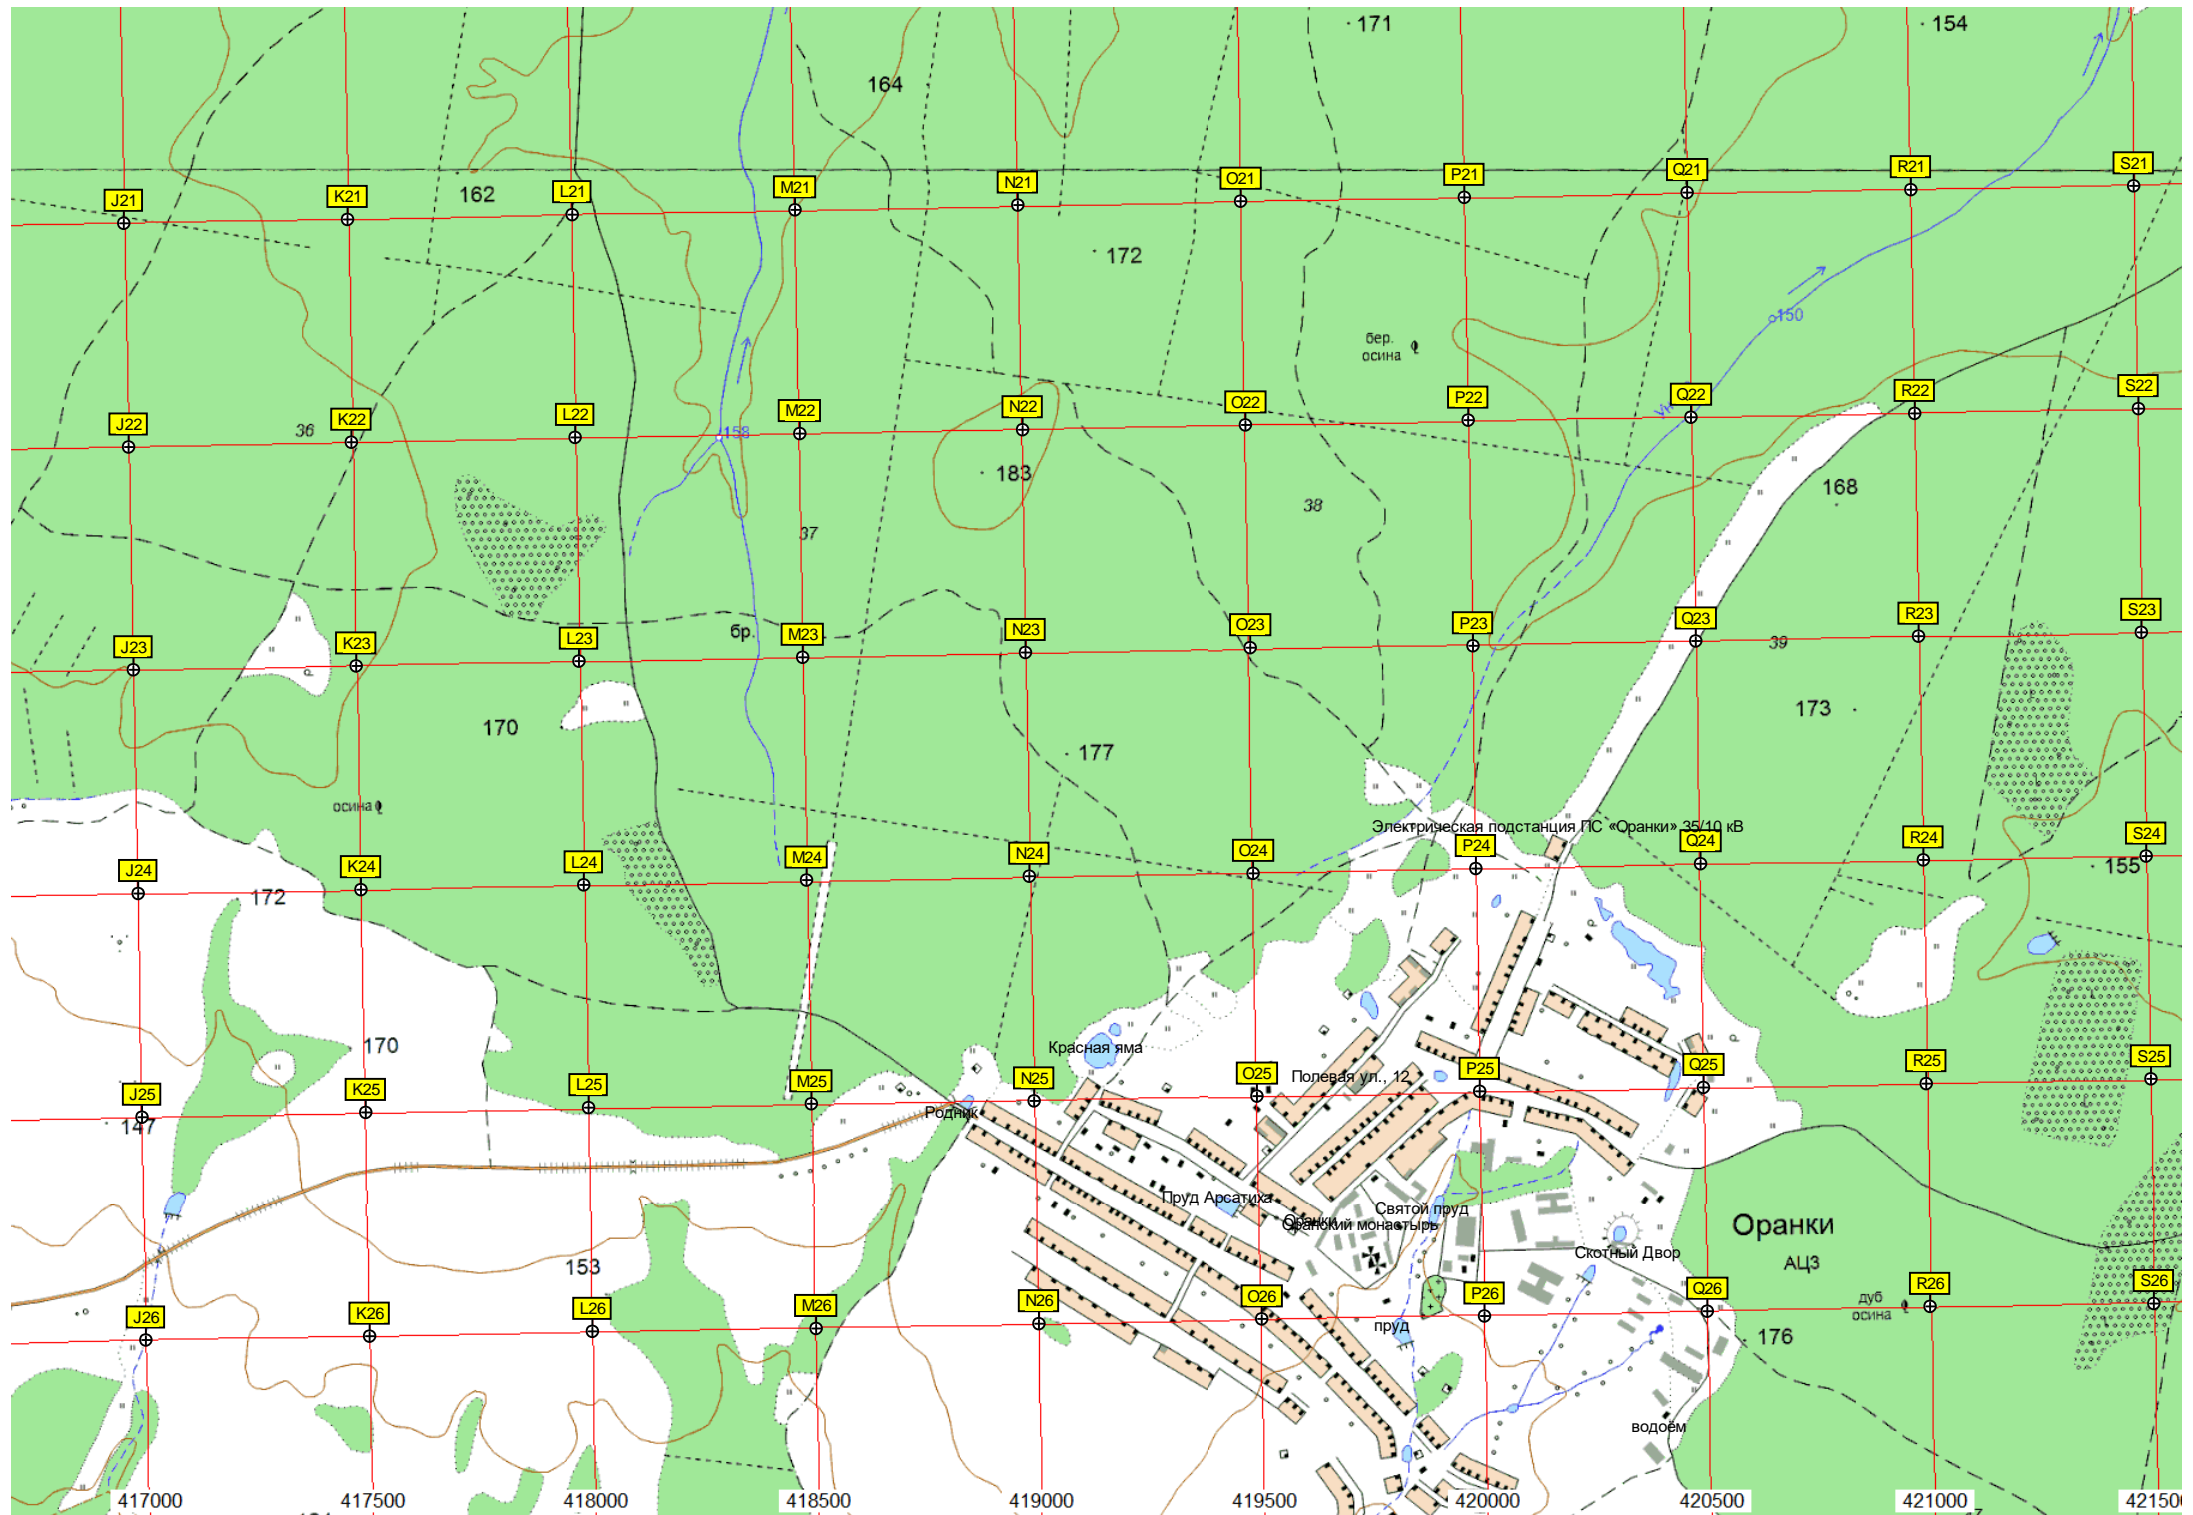 171
154
164
J21
K21
162
L21
M21
N21
O21
P21
Q21
R21
S21
172
150
бер.
осина
J22
36
K22
L22
M22
158
N22
O22
P22
Q22
R22
S22
183
38
168
37
J23
K23
L23
бр.
M23
N23
O23
P23
Q23
39
R23
S23
170
177
173
осина
Электрическая подстанция ПС «Оранки» 35/10 кВ
J24
172
K24
L24
M24
N24
O24
P24
Q24
R24
S24
155
170
Красная яма
J25
147
K25
L25
M25
N25
O25
Полевая ул., 12
P25
Q25
R25
S25
Родник
Пруд Арсатиха
Святой пруд
Оранки
Оранский монастырь
Оранки
АЦЗ
Скотный Двор
153
J26
K26
L26
M26
N26
O26
P26
Q26
R26
S26
дуб
осина
пруд
176
водоём
417000
417500
418000
418500
419000
419500
420000
420500
421000
42150